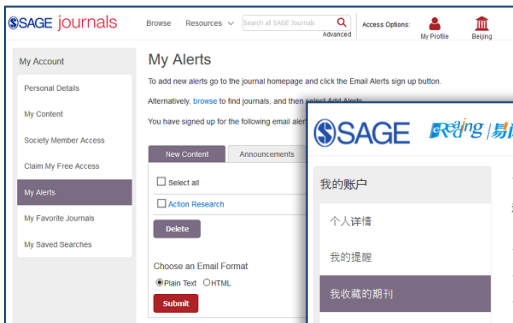 SAGE journals
Browse Resources Search all SAGE Journals Advanced Access Options: My Profile Beijing
My Account
Personal Details
My Content
Society Member Access
Claim My Free Access
My Alerts
My Favorite Journals
My Saved Searches
My Alerts
To add new alerts go to the journal homepage and click the Email Alerts sign up button.
Alternatively, browse to find journals, and then select Add Alerts
You have signed up for the following email aler
New Content Announcements
Select all
Action Research
Delete
Choose an Email Format
Plain Text HTML
Submit
SAGE eReading 易
我的账户
个人详情
我的提醒
我收藏的期刊